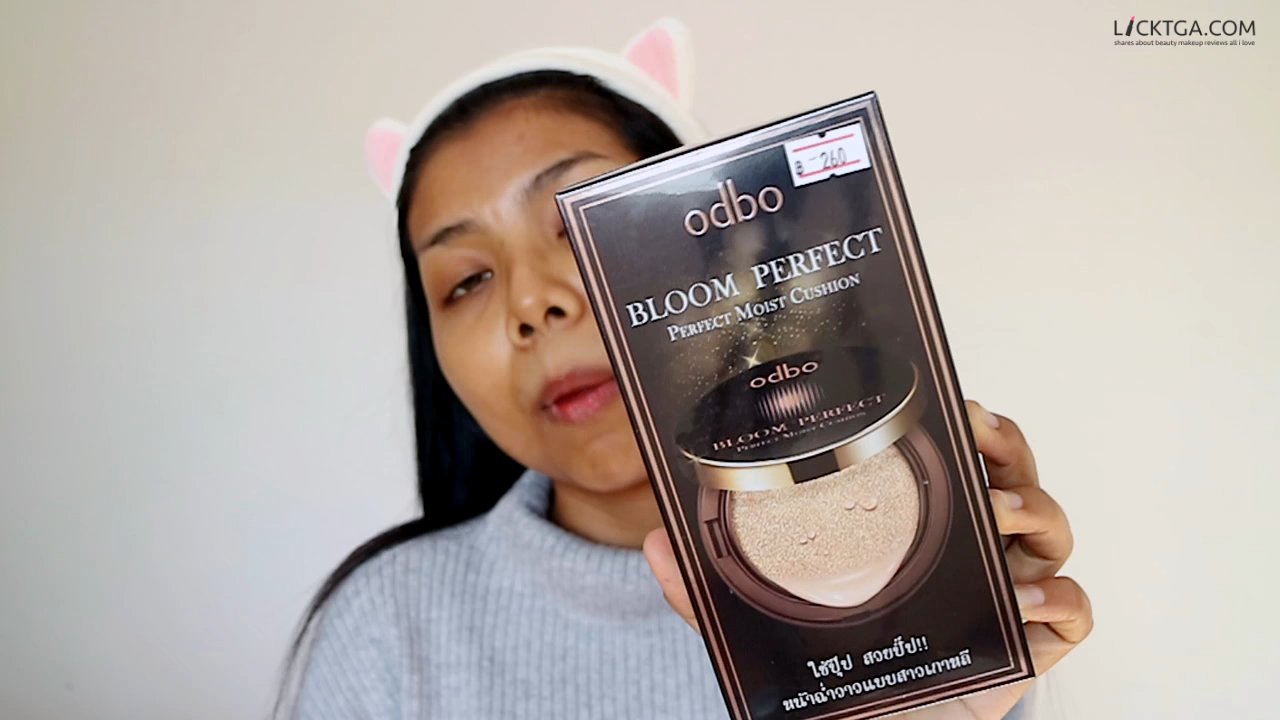 LICKTGA.COM
shares about beauty makeup reviews all i love
฿ - 260
odbo
BLOOM PERFECT
PERFECT MOIST CUSHION
odbo
BLOOM PERFECT
PERFECT MOIST CUSHION
ใช้ปุ๊ป สวยปั๊ป!!
หน้าฉ่ำวาวแบบสาวเกาหลี